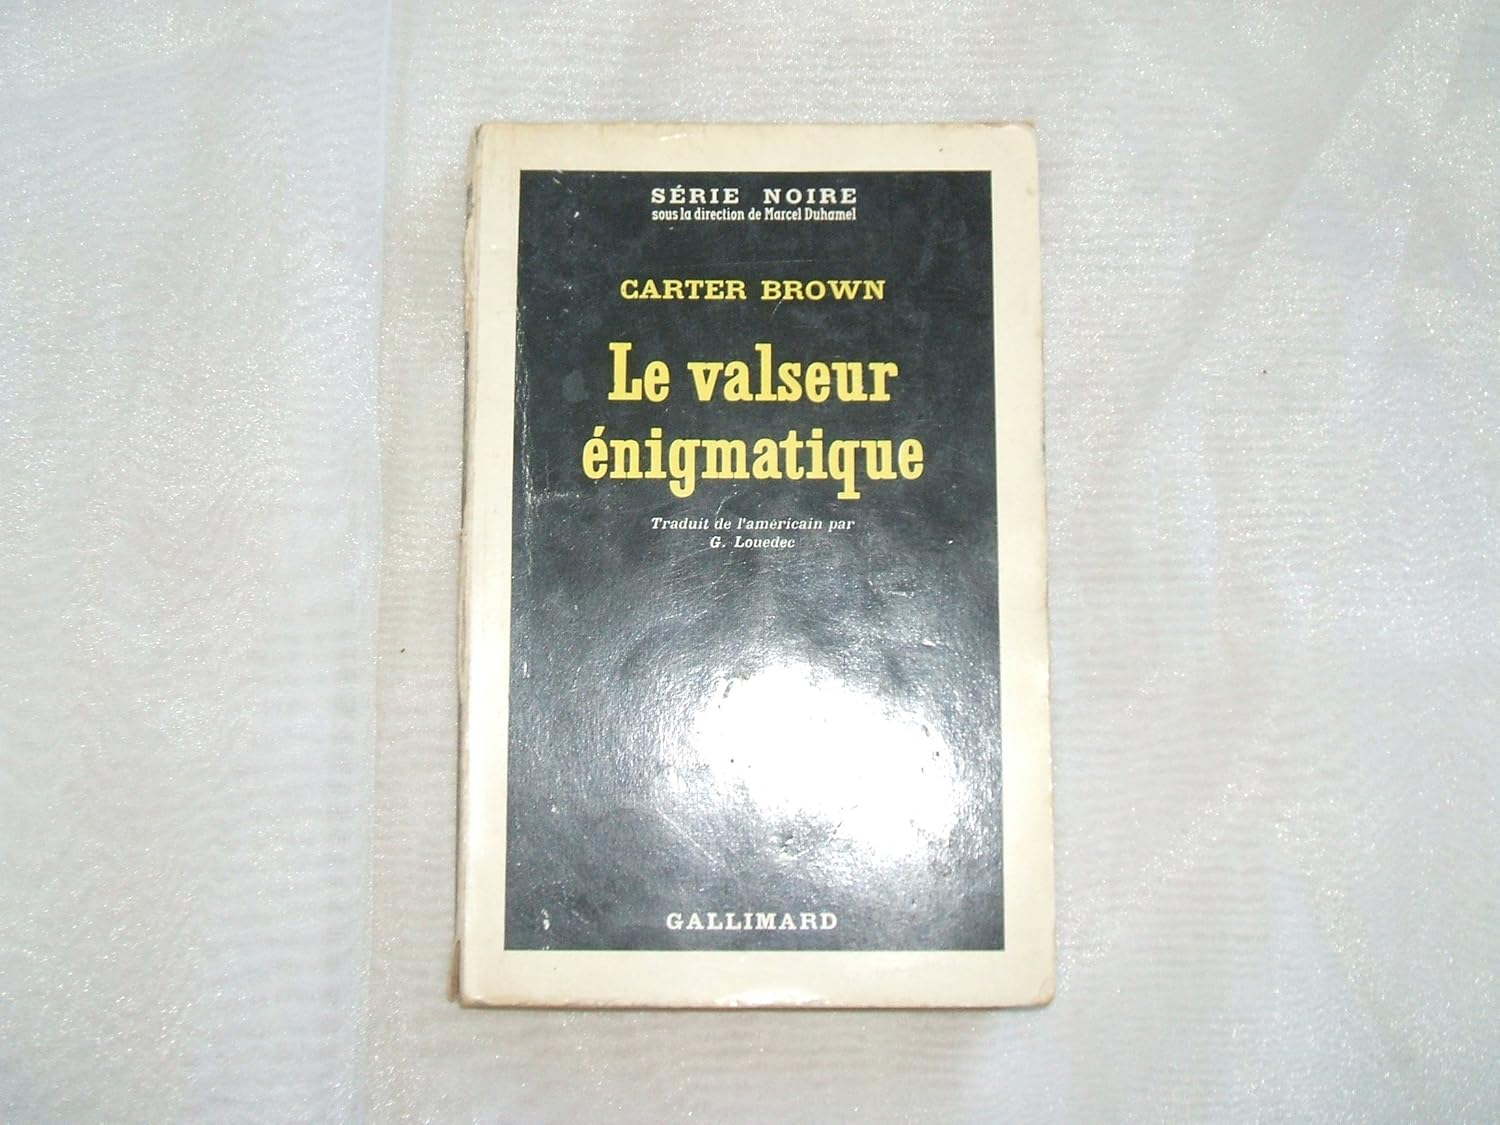 SÉRIE NOIRE
sous la direction de Marcel Duhamel
CARTER BROWN
Le valseur
énigmatique
Traduit de l'américain par
G. Louedec
GALLIMARD